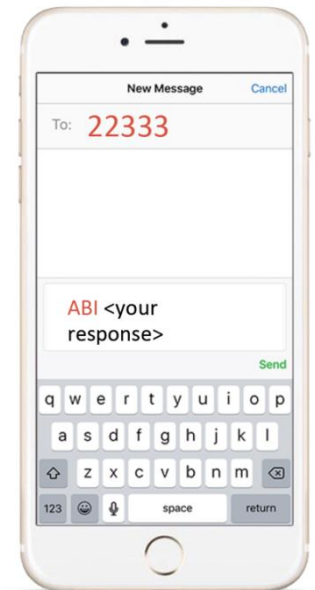 New Message Cancel
To: 22333
ABI <your
response>
Send
q w e r t y u i o p
a s d f g h j k l
z x c v b n m
123 space return